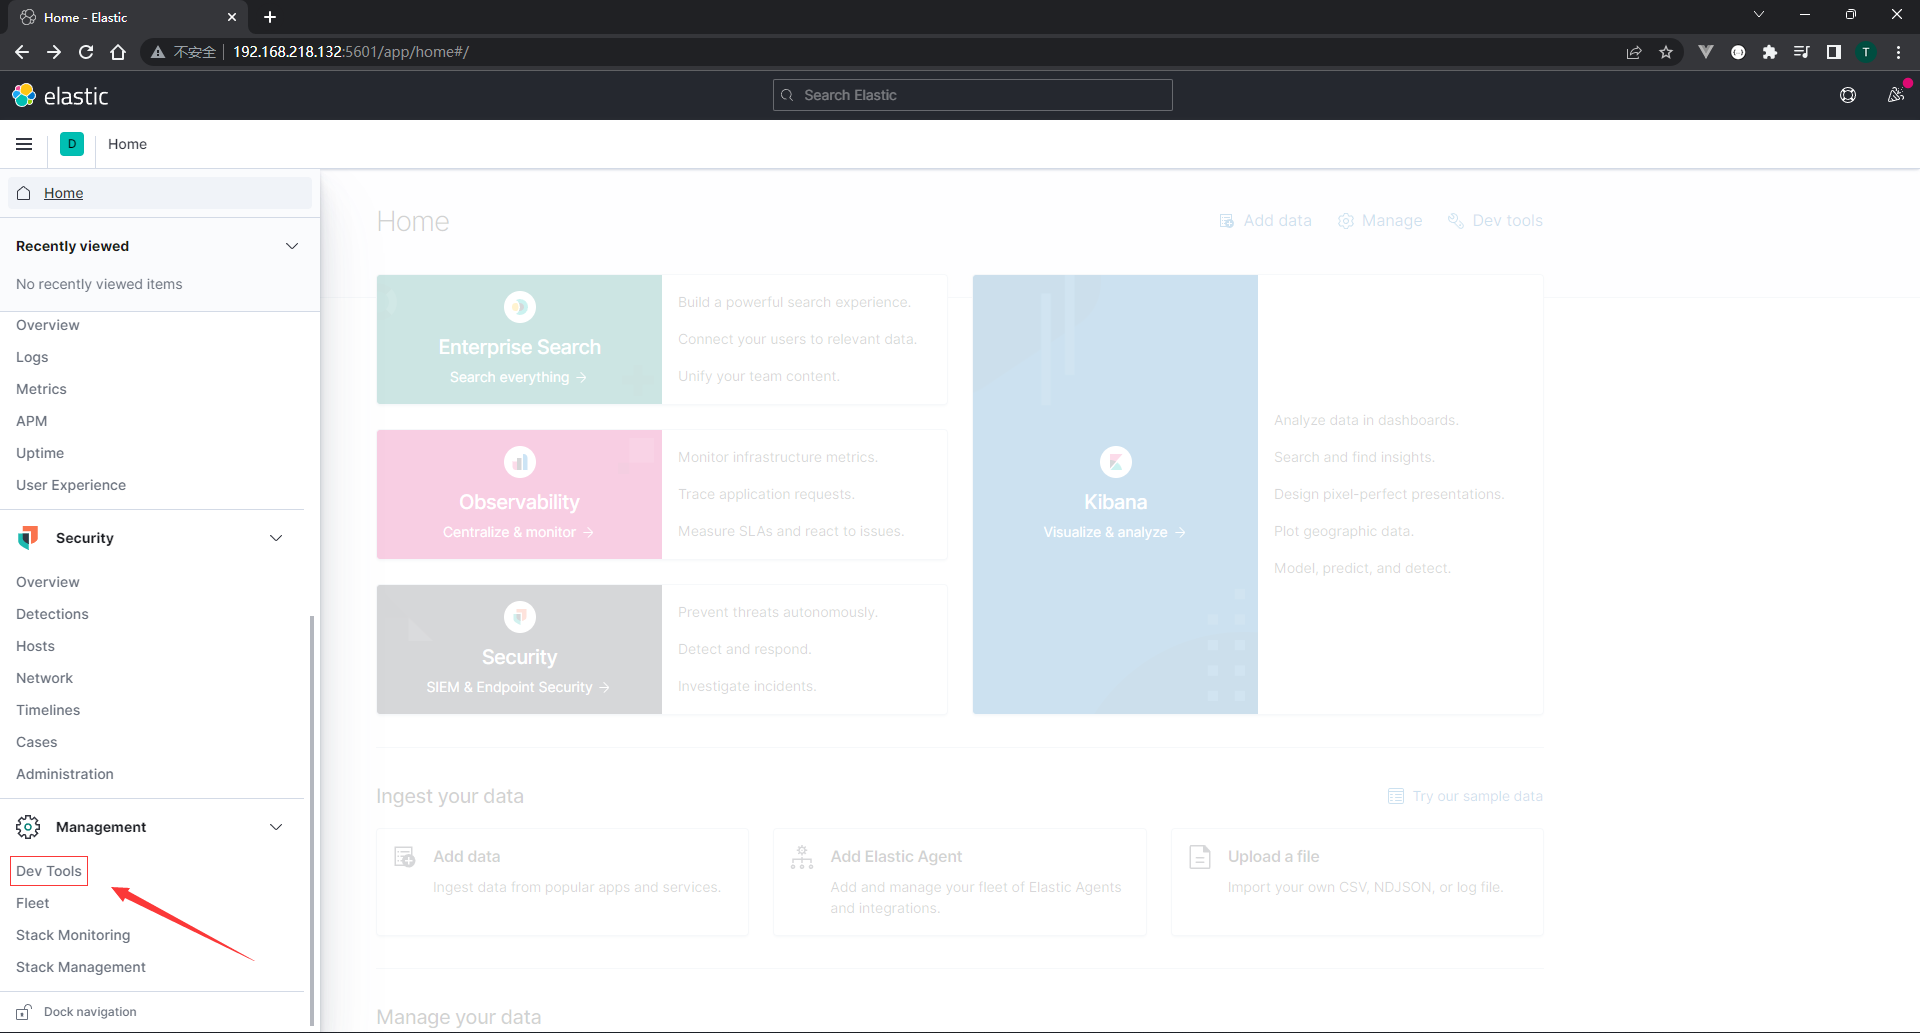 Home - Elastic
不安全 192.168.218.132:5601/app/home#/
T
elastic
Search Elastic
D
Home
Home
Recently viewed
No recently viewed items
Overview
Logs
Metrics
APM
Uptime
User Experience
Security
Overview
Detections
Hosts
Network
Timelines
Cases
Administration
Management
Dev Tools
Fleet
Stack Monitoring
Stack Management
Dock navigation
Home
Add data
Manage
Dev tools
Enterprise Search
Search everything →
Build a powerful search experience.
Connect your users to relevant data.
Unify your team content.
Observability
Centralize & monitor →
Monitor infrastructure metrics.
Trace application requests.
Measure SLAs and react to issues.
Security
SIEM & Endpoint Security →
Prevent threats autonomously.
Detect and respond.
Investigate incidents.
Kibana
Visualize & analyze →
Analyze data in dashboards.
Search and find insights.
Design pixel-perfect presentations.
Plot geographic data.
Model, predict, and detect.
Ingest your data
Try our sample data
Add data
Ingest data from popular apps and services.
Add Elastic Agent
Add and manage your fleet of Elastic Agents
and integrations.
Upload a file
Import your own CSV, NDJSON, or log file.
Manage your data